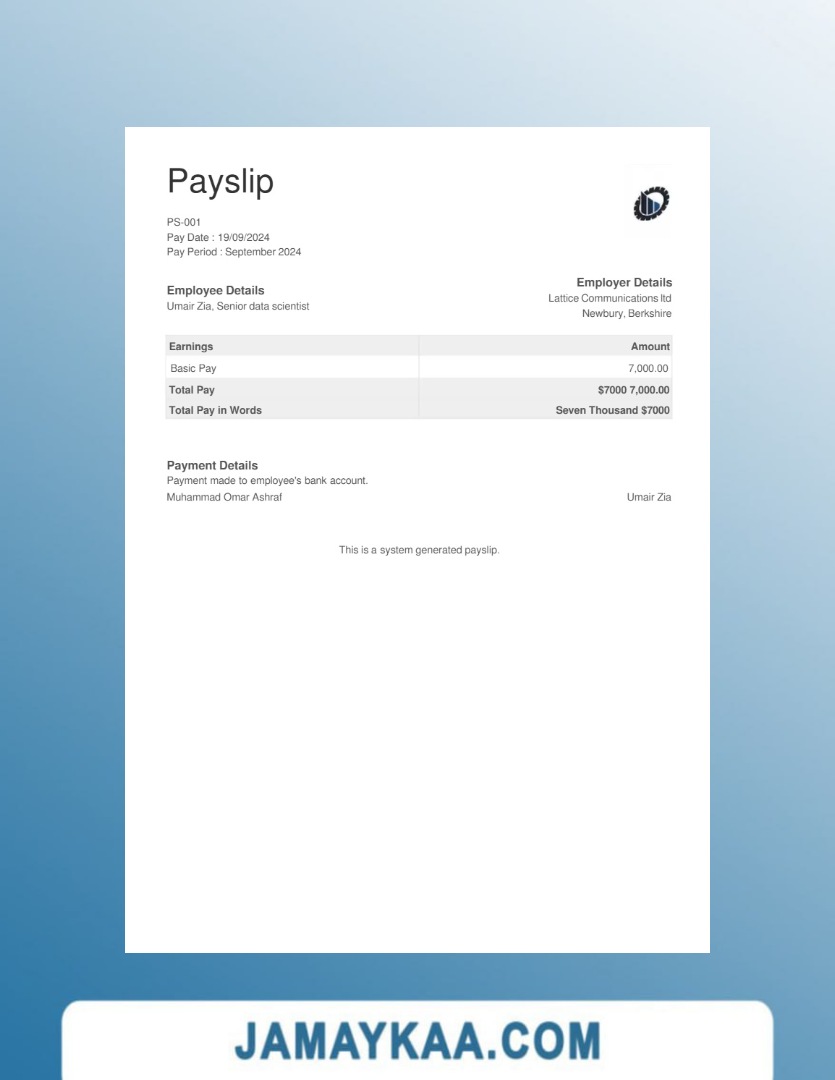 Payslip
PS-001
Pay Date : 19/09/2024
Pay Period : September 2024
Employee Details
Umair Zia, Senior data scientist
Employer Details
Lattice Communications ltd
Newbury, Berkshire
Earnings Amount
Basic Pay 7,000.00
Total Pay $7000 7,000.00
Total Pay in Words Seven Thousand $7000
Payment Details
Payment made to employee's bank account.
Muhammad Omar Ashraf Umair Zia
This is a system generated payslip.
JAMAYKAA.COM